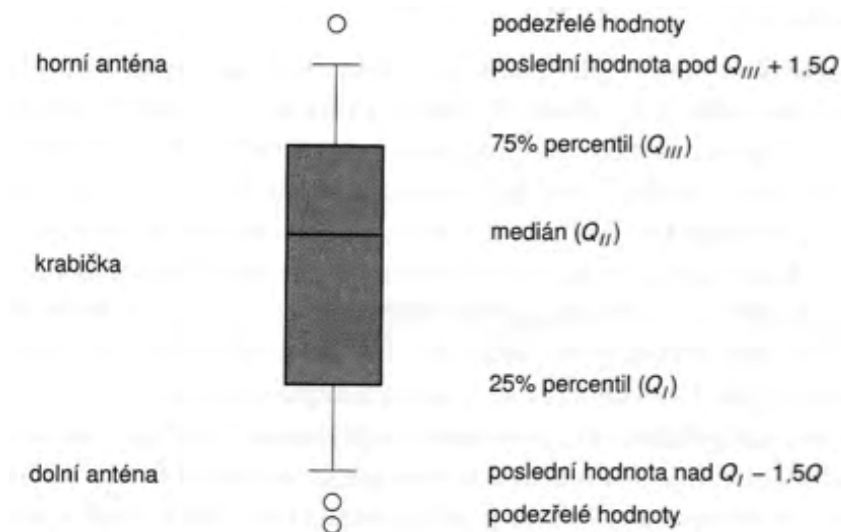 podezřelé hodnoty
horní anténa
poslední hodnota pod Q_III + 1,5Q
75% percentil (Q_III)
medián (Q_II)
krabička
25% percentil (Q_I)
dolní anténa
poslední hodnota nad Q_I – 1,5Q
podezřelé hodnoty